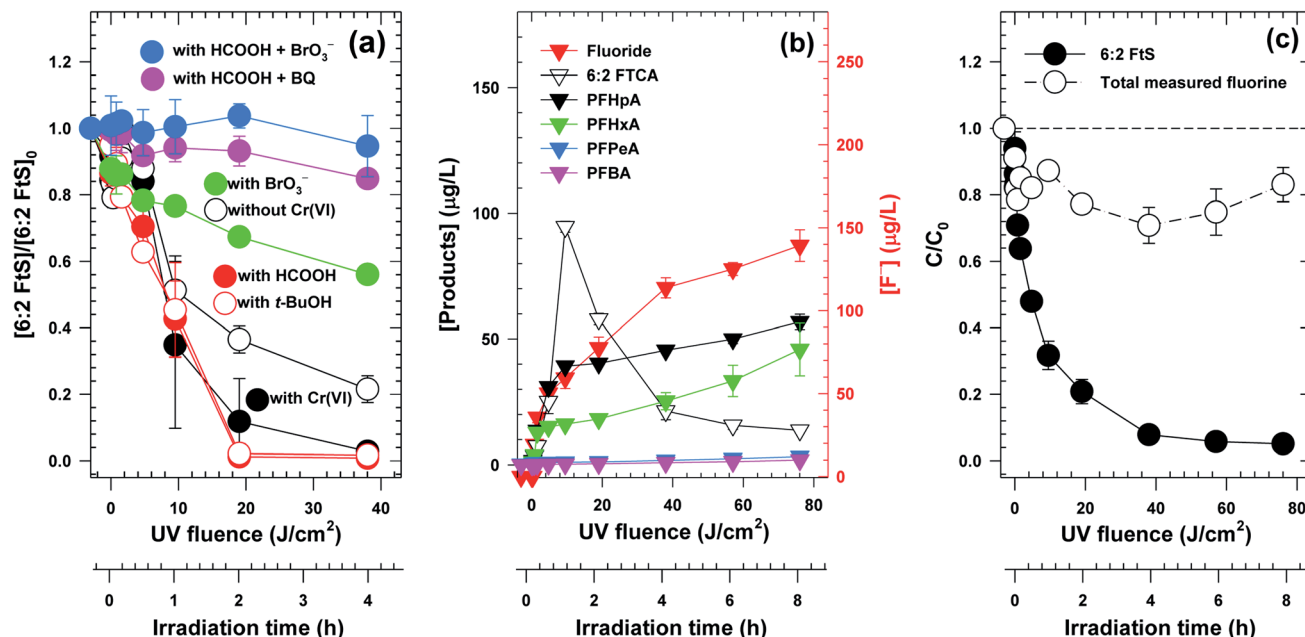 (a)
with HCOOH + BrO₃⁻
with HCOOH + BQ
with BrO₃⁻
without Cr(VI)
with HCOOH
with t-BuOH
with Cr(VI)
[6:2 FtS]/[6:2 FtS]₀
1.2
1.0
0.8
0.6
0.4
0.2
0.0
0 10 20 30 40
UV fluence (J/cm²)
0 1 2 3 4
Irradiation time (h)
(b)
Fluoride
6:2 FTCA
PFHpA
PFHxA
PFPeA
PFBA
[Products] (µg/L)
150
100
50
0
[F⁻] (µg/L)
250
200
150
100
50
0
0 20 40 60 80
UV fluence (J/cm²)
0 2 4 6 8
Irradiation time (h)
(c)
6:2 FtS
Total measured fluorine
C/C₀
1.2
1.0
0.8
0.6
0.4
0.2
0.0
0 20 40 60 80
UV fluence (J/cm²)
0 2 4 6 8
Irradiation time (h)